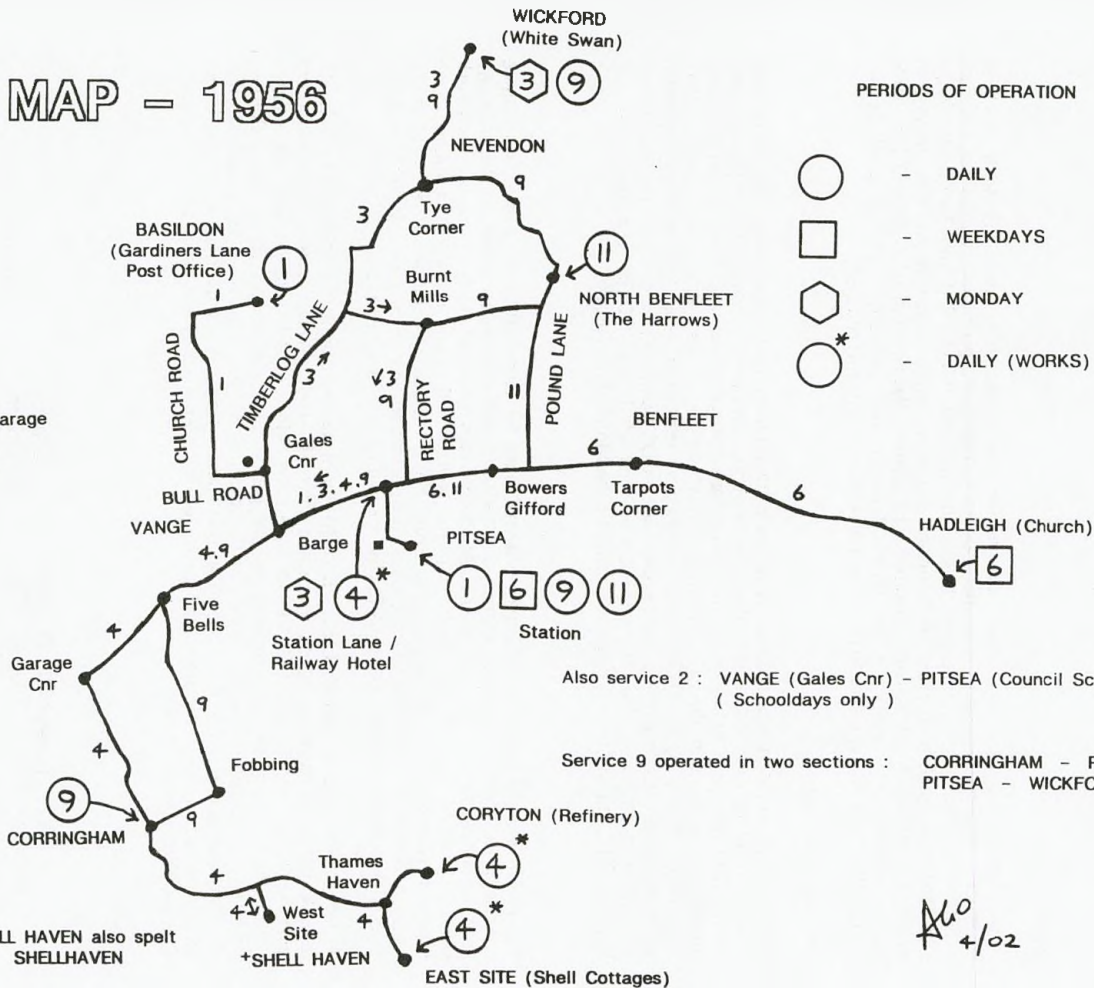 MAP - 1956
WICKFORD
(White Swan)
3 9
3
9
NEVENDON
9
Tye
Corner
3
PERIODS OF OPERATION
- DAILY
- WEEKDAYS
- MONDAY
* - DAILY (WORKS)
BASILDON
(Gardiners Lane
Post Office)
1
1
CHURCH ROAD
1
TIMBERLOG LANE
3
3→
Burnt
Mills
9
11
NORTH BENFLEET
(The Harrows)
3
9
RECTORY
ROAD
11
POUND LANE
arage
Gales
Cnr
BULL ROAD
VANGE
1.3.4.9
6.11
Bowers
Gifford
6
BENFLEET
Tarpots
Corner
6
HADLEIGH (Church)
6
4.9
Barge
PITSEA
3 4*
Station Lane /
Railway Hotel
1 6 9 11
Station
Five
Bells
4
Garage
Cnr
9
4
Fobbing
9
9
CORRINGHAM
Also service 2 : VANGE (Gales Cnr) - PITSEA (Council Sc
( Schooldays only )
Service 9 operated in two sections : CORRINGHAM - P
PITSEA - WICKFO
CORYTON (Refinery)
4*
Thames
Haven
4
4
West
Site
4
4*
+SHELL HAVEN
EAST SITE (Shell Cottages)
LL HAVEN also spelt
SHELLHAVEN
4/02